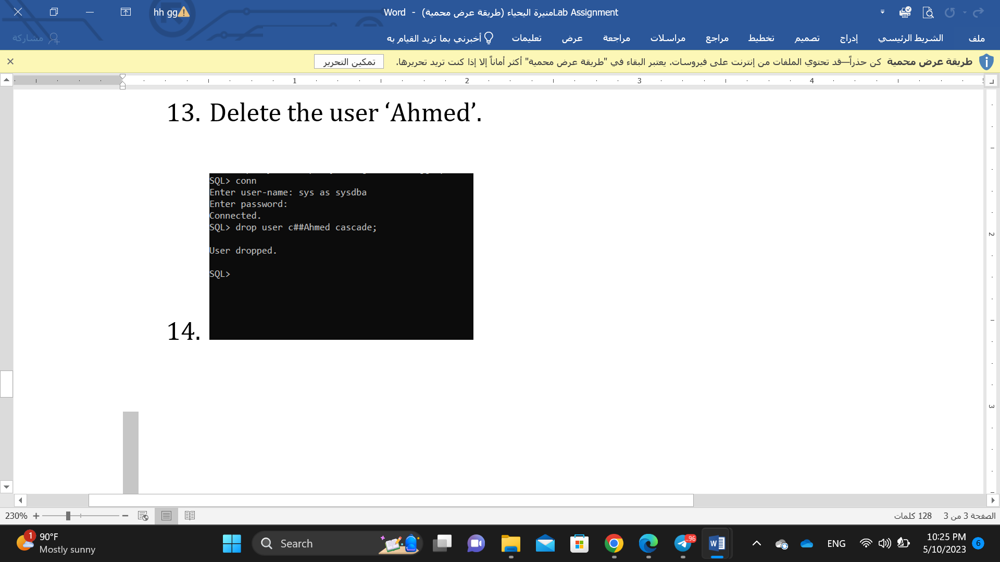 hh gg
Lab Assignmentمنيرة اليحياء (طريقة عرض محمية) - Word
ملف الشريط الرئيسي إدراج تصميم تخطيط مراجع مراسلات مراجعة عرض تعليمات أخبرني بما تريد القيام به مشاركة
طريقة عرض محمية كن حذراً—قد تحتوي الملفات من إنترنت على فيروسات. يعتبر البقاء في "طريقة عرض محمية" أكثر أماناً إلا إذا كنت تريد تحريرها. تمكين التحرير
1 2 3 4
13. Delete the user ‘Ahmed’.
SQL> conn
Enter user-name: sys as sysdba
Enter password:
Connected.
SQL> drop user c##Ahmed cascade;
User dropped.
SQL>
14.
2
3
230%
الصفحة 3 من 3 128 كلمات
1
90°F
Mostly sunny
Search
..96
ENG
10:25 PM
5/10/2023
6